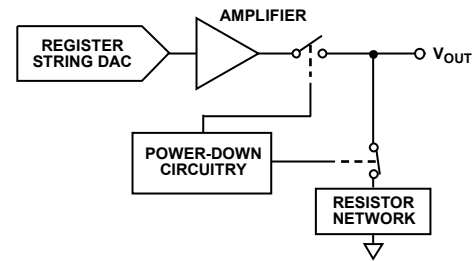 AMPLIFIER
REGISTER
STRING DAC
VOUT
POWER-DOWN
CIRCUITRY
RESISTOR
NETWORK